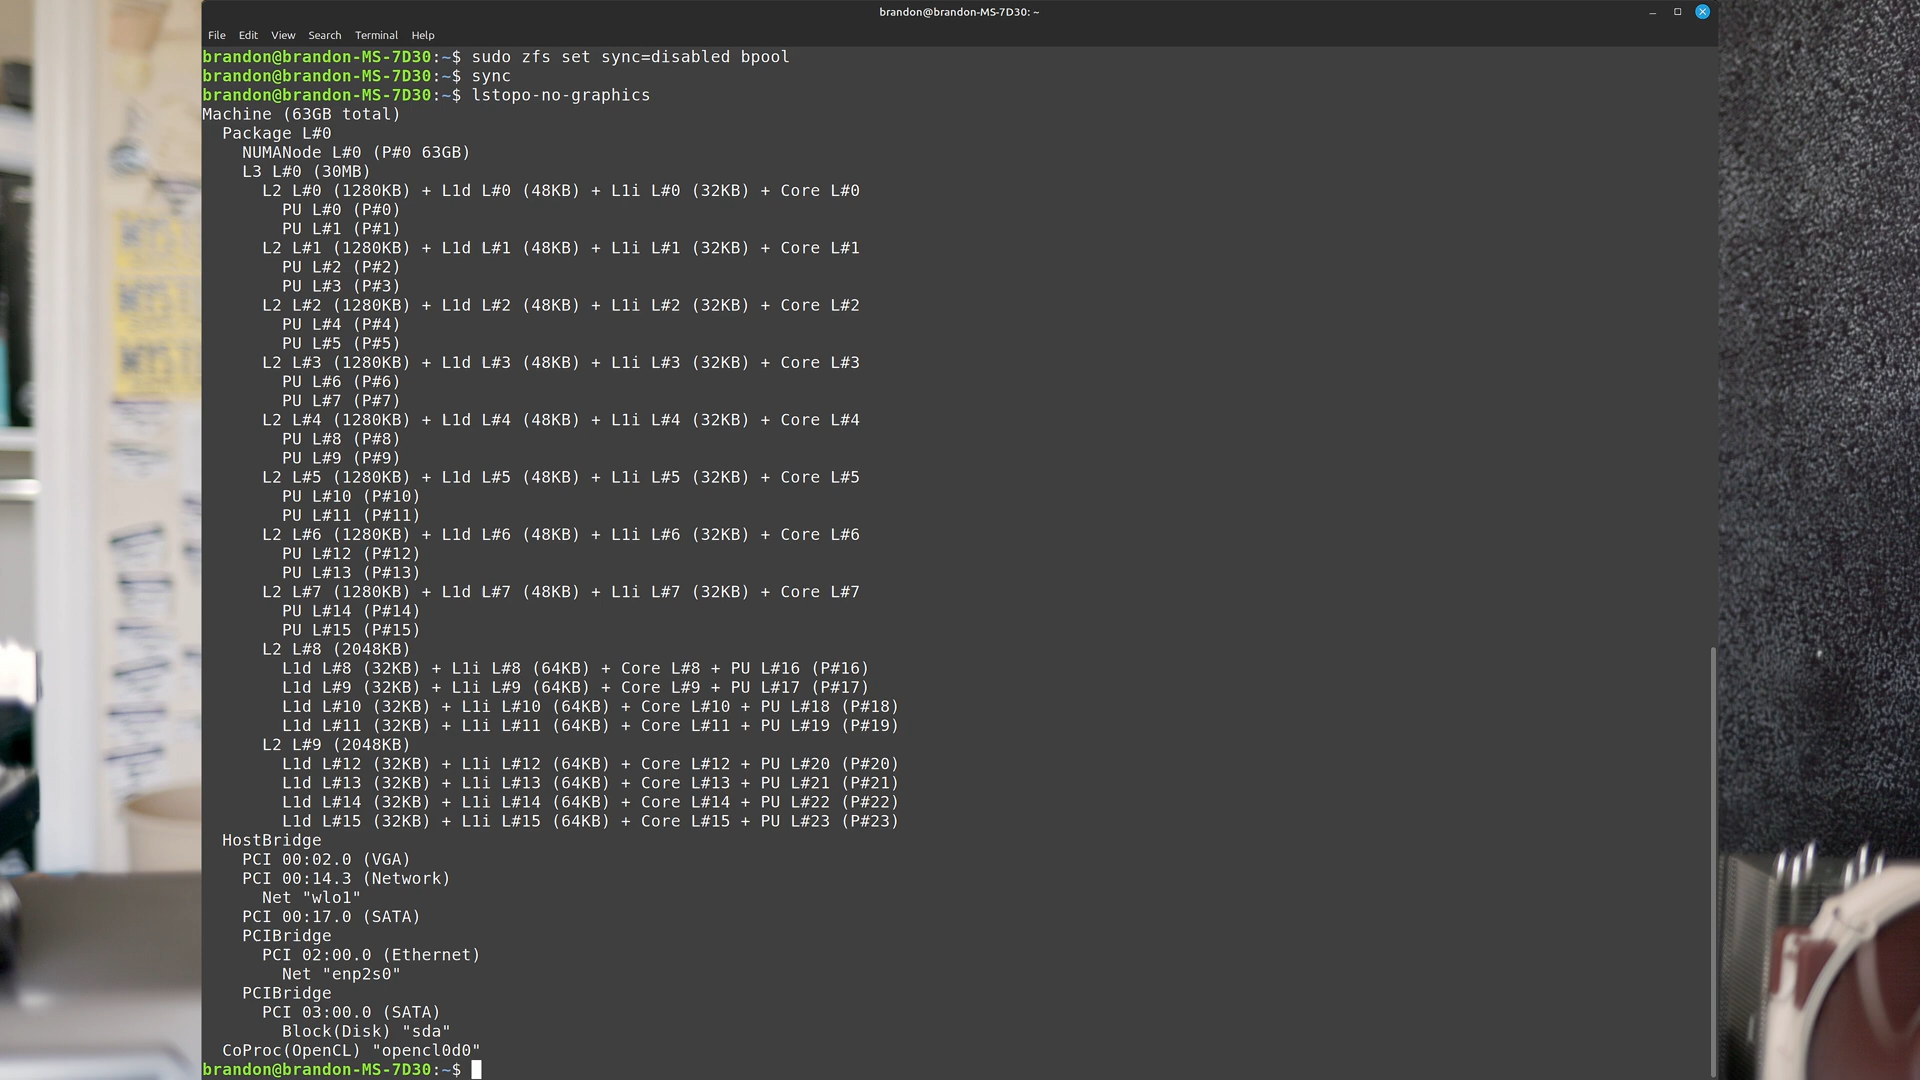 brandon@brandon-MS-7D30: ~
File Edit View Search Terminal Help
brandon@brandon-MS-7D30:~$ sudo zfs set sync=disabled bpool
brandon@brandon-MS-7D30:~$ sync
brandon@brandon-MS-7D30:~$ lstopo-no-graphics
Machine (63GB total)
  Package L#0
    NUMANode L#0 (P#0 63GB)
    L3 L#0 (30MB)
      L2 L#0 (1280KB) + L1d L#0 (48KB) + L1i L#0 (32KB) + Core L#0
        PU L#0 (P#0)
        PU L#1 (P#1)
      L2 L#1 (1280KB) + L1d L#1 (48KB) + L1i L#1 (32KB) + Core L#1
        PU L#2 (P#2)
        PU L#3 (P#3)
      L2 L#2 (1280KB) + L1d L#2 (48KB) + L1i L#2 (32KB) + Core L#2
        PU L#4 (P#4)
        PU L#5 (P#5)
      L2 L#3 (1280KB) + L1d L#3 (48KB) + L1i L#3 (32KB) + Core L#3
        PU L#6 (P#6)
        PU L#7 (P#7)
      L2 L#4 (1280KB) + L1d L#4 (48KB) + L1i L#4 (32KB) + Core L#4
        PU L#8 (P#8)
        PU L#9 (P#9)
      L2 L#5 (1280KB) + L1d L#5 (48KB) + L1i L#5 (32KB) + Core L#5
        PU L#10 (P#10)
        PU L#11 (P#11)
      L2 L#6 (1280KB) + L1d L#6 (48KB) + L1i L#6 (32KB) + Core L#6
        PU L#12 (P#12)
        PU L#13 (P#13)
      L2 L#7 (1280KB) + L1d L#7 (48KB) + L1i L#7 (32KB) + Core L#7
        PU L#14 (P#14)
        PU L#15 (P#15)
      L2 L#8 (2048KB)
        L1d L#8 (32KB) + L1i L#8 (64KB) + Core L#8 + PU L#16 (P#16)
        L1d L#9 (32KB) + L1i L#9 (64KB) + Core L#9 + PU L#17 (P#17)
        L1d L#10 (32KB) + L1i L#10 (64KB) + Core L#10 + PU L#18 (P#18)
        L1d L#11 (32KB) + L1i L#11 (64KB) + Core L#11 + PU L#19 (P#19)
      L2 L#9 (2048KB)
        L1d L#12 (32KB) + L1i L#12 (64KB) + Core L#12 + PU L#20 (P#20)
        L1d L#13 (32KB) + L1i L#13 (64KB) + Core L#13 + PU L#21 (P#21)
        L1d L#14 (32KB) + L1i L#14 (64KB) + Core L#14 + PU L#22 (P#22)
        L1d L#15 (32KB) + L1i L#15 (64KB) + Core L#15 + PU L#23 (P#23)
  HostBridge
    PCI 00:02.0 (VGA)
    PCI 00:14.3 (Network)
      Net "wlo1"
    PCI 00:17.0 (SATA)
    PCIBridge
      PCI 02:00.0 (Ethernet)
        Net "enp2s0"
    PCIBridge
      PCI 03:00.0 (SATA)
        Block(Disk) "sda"
  CoProc(OpenCL) "opencl0d0"
brandon@brandon-MS-7D30:~$